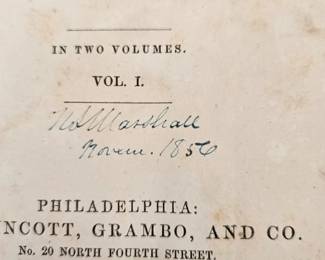 IN TWO VOLUMES.
VOL. I.
Marshall
Novem. 1856
PHILADELPHIA:
NCOTT, GRAMBO, AND CO.
No. 20 NORTH FOURTH STREET.